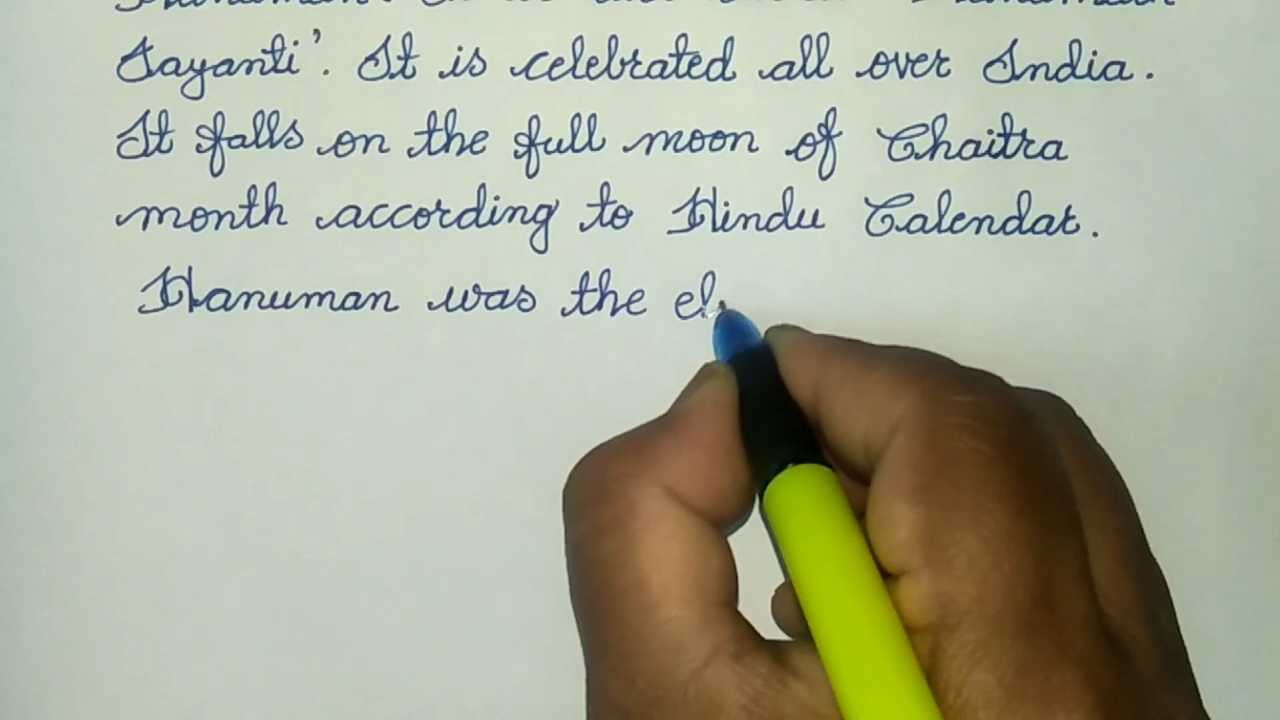 Jayanti'. It is celebrated all over India.
It falls on the full moon of Chaitra
month according to Hindu Calendar.
Hanuman was the el